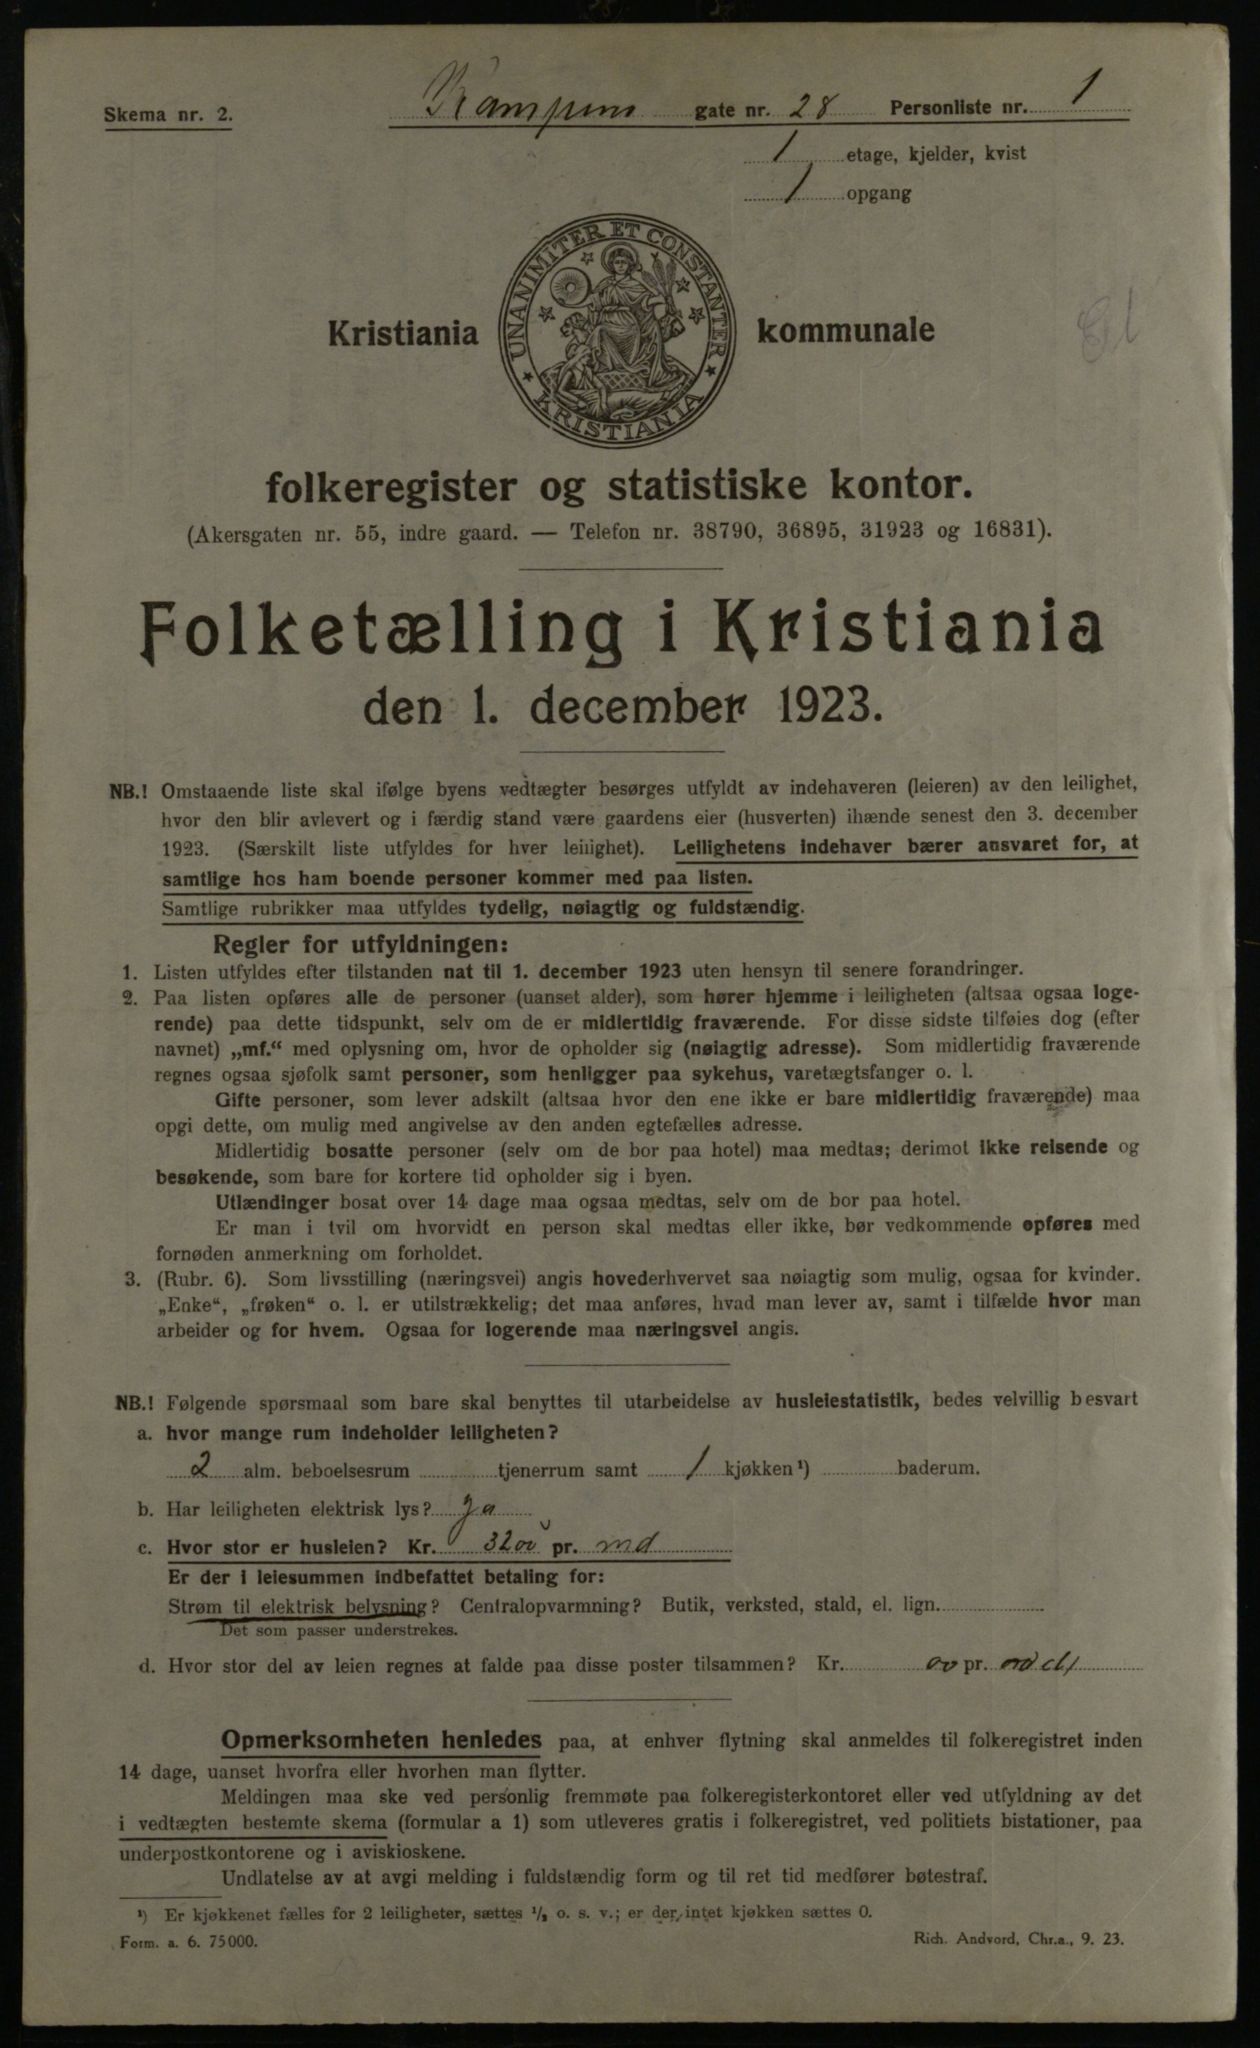 Skema nr. 2.
Kampens gate nr. 28 Personliste nr. 1
1 etage, kjelder, kvist
1 opgang
Kristiania kommunale
UNANIMITER ET CONSTANTER
KRISTIANIA
folkeregister og statistiske kontor.
(Akersgaten nr. 55, indre gaard. — Telefon nr. 38790, 36895, 31923 og 16831).
Folketælling i Kristiania
den 1. december 1923.
NB.! Omstaaende liste skal ifølge byens vedtægter besørges utfyldt av indehaveren (leieren) av den leilighet,
hvor den blir avlevert og i færdig stand være gaardens eier (husverten) ihænde senest den 3. december
1923. (Særskilt liste utfyldes for hver leilighet). Leilighetens indehaver bærer ansvaret for, at
samtlige hos ham boende personer kommer med paa listen.
Samtlige rubrikker maa utfyldes tydelig, nøiagtig og fuldstændig.
Regler for utfyldningen:
1. Listen utfyldes efter tilstanden nat til 1. december 1923 uten hensyn til senere forandringer.
2. Paa listen opføres alle de personer (uanset alder), som hører hjemme i leiligheten (altsaa ogsaa loge-
rende) paa dette tidspunkt, selv om de er midlertidig fraværende. For disse sidste tilføies dog (efter
navnet) „mf.“ med oplysning om, hvor de opholder sig (nøiagtig adresse). Som midlertidig fraværende
regnes ogsaa sjøfolk samt personer, som henligger paa sykehus, varetægtsfanger o. l.
Gifte personer, som lever adskilt (altsaa hvor den ene ikke er bare midlertidig fraværende) maa
opgi dette, om mulig med angivelse av den anden egtefælles adresse.
Midlertidig bosatte personer (selv om de bor paa hotel) maa medtas; derimot ikke reisende og
besøkende, som bare for kortere tid opholder sig i byen.
Utlændinger bosat over 14 dage maa ogsaa medtas, selv om de bor paa hotel.
Er man i tvil om hvorvidt en person skal medtas eller ikke, bør vedkommende opføres med
fornøden anmerkning om forholdet.
3. (Rubr. 6). Som livsstilling (næringsvei) angis hovederhvervet saa nøiagtig som mulig, ogsaa for kvinder.
„Enke“, „frøken“ o. l. er utilstrækkelig; det maa anføres, hvad man lever av, samt i tilfælde hvor man
arbeider og for hvem. Ogsaa for logerende maa næringsvei angis.
NB.! Følgende spørsmaal som bare skal benyttes til utarbeidelse av husleiestatistik, bedes velvillig besvart
a. hvor mange rum indeholder leiligheten?
2 alm. beboelsesrum tjenerrum samt 1 kjøkken¹) baderum.
b. Har leiligheten elektrisk lys? Ja
c. Hvor stor er husleien? Kr. 3200 pr. md
Er der i leiesummen indbefattet betaling for:
Strøm til elektrisk belysning? Centralopvarmning? Butik, verksted, stald, el. lign.
Det som passer understrekes.
d. Hvor stor del av leien regnes at falde paa disse poster tilsammen? Kr. 00 pr.
Opmerksomheten henledes paa, at enhver flytning skal anmeldes til folkeregistret inden
14 dage, uanset hvorfra eller hvorhen man flytter.
Meldingen maa ske ved personlig fremmøte paa folkeregisterkontoret eller ved utfyldning av det
i vedtægten bestemte skema (formular a 1) som utleveres gratis i folkeregistret, ved politiets bistationer, paa
underpostkontorene og i aviskioskene.
Undlatelse av at avgi melding i fuldstændig form og til ret tid medfører bøtestraf.
¹) Er kjøkkenet fælles for 2 leiligheter, sættes ½ o. s. v.; er der intet kjøkken sættes 0.
Form. a. 6. 75000. Rich. Andvord, Chr.a., 9. 23.